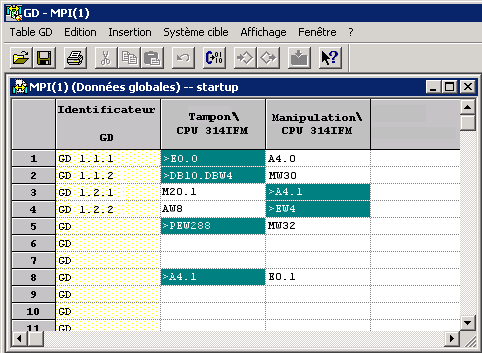 GD - MPI(1)
Table GD Edition Insertion Système cible Affichage Fenêtre ?
MPI(1) (Données globales) -- startup
Identificateur GD Tampon\ CPU 314IFM Manipulation\ CPU 314IFM
1 GD 1.1.1 >E0.0 A4.0
2 GD 1.1.2 >DB10.DBW4 MW30
3 GD 1.2.1 M20.1 >A4.1
4 GD 1.2.2 AW8 >EW4
5 GD >PEW288 MW32
6 GD
7 GD
8 GD >A4.1 E0.1
9 GD
10 GD
11 GD